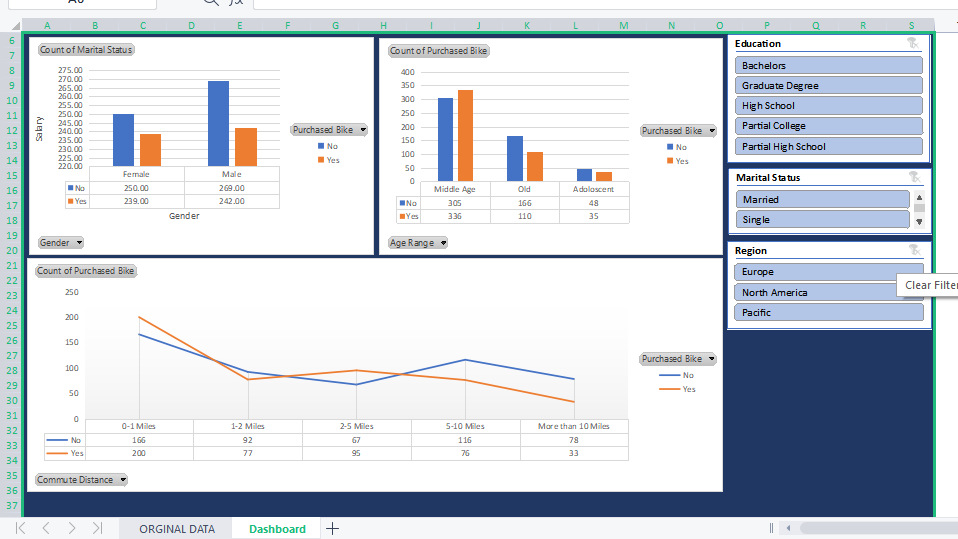 fx
A B C D E F G H I J K L M N O P Q R S
6
7
8
9
10
11
12
13
14
15
16
17
18
19
20
21
22
23
24
25
26
27
28
29
30
31
32
33
34
35
36
37
Count of Marital Status
275.00
270.00
265.00
260.00
255.00
250.00
245.00
240.00
235.00
230.00
225.00
220.00
Salary
Female Male
No 250.00 269.00
Yes 239.00 242.00
Gender
Purchased Bike
No
Yes
Gender
Count of Purchased Bike
400
350
300
250
200
150
100
50
0
Middle Age Old Adoloscent
No 305 166 48
Yes 336 110 35
Purchased Bike
No
Yes
Age Range
Education
Bachelors
Graduate Degree
High School
Partial College
Partial High School
Marital Status
Married
Single
Region
Europe
North America
Pacific
Clear Filte
Count of Purchased Bike
250
200
150
100
50
0
0-1 Miles 1-2 Miles 2-5 Miles 5-10 Miles More than 10 Miles
No 166 92 67 116 78
Yes 200 77 95 76 33
Purchased Bike
No
Yes
Commute Distance
ORGINAL DATA Dashboard